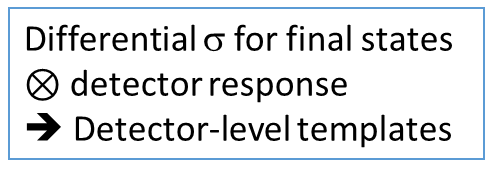 Differential σ for final states
⊗ detector response
➔ Detector-level templates